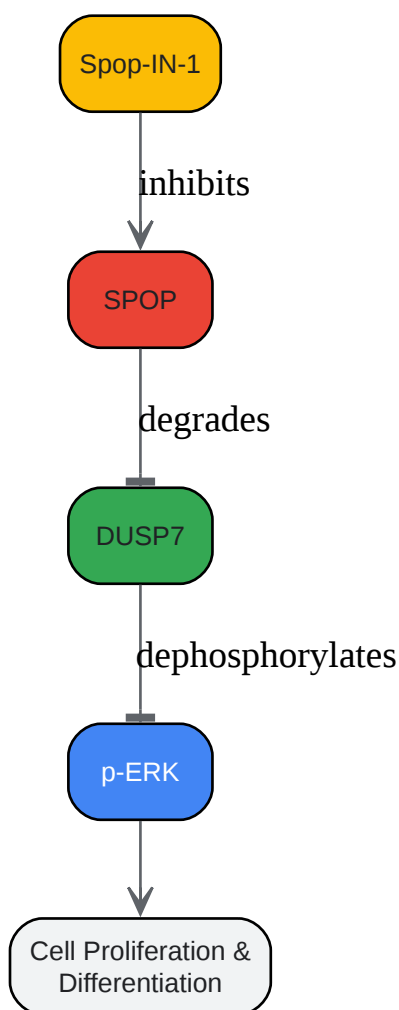 Spop-IN-1
inhibits
SPOP
degrades
DUSP7
dephosphorylates
p-ERK
Cell Proliferation &
Differentiation